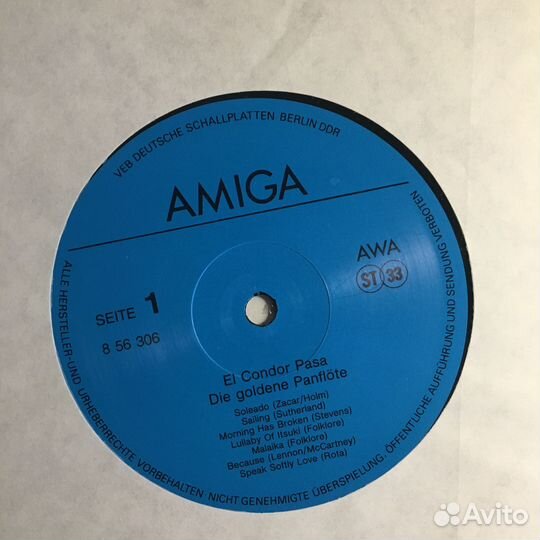 VEB DEUTSCHE SCHALLPLATTEN BERLIN DDR
AMIGA
AWA
ST 33
SEITE 1
8 56 306
El Condor Pasa
Die goldene Panflöte
Soleado (Zacar/Holm)
Sailing (Sutherland)
Morning Has Broken (Stevens)
Lullaby Of Itsuki (Folklore)
Malaika (Folklore)
Because (Lennon/McCartney)
Speak Softly Love (Rota)
ALLE HERSTELLER-UND URHEBERRECHTE VORBEHALTEN · NICHT GENEHMIGTE ÜBERSPIELUNG, ÖFFENTLICHE AUFFÜHRUNG UND SENDUNG VERBOTEN
Avito